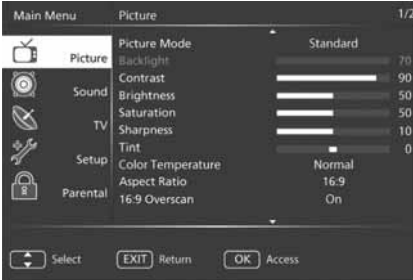 Main Menu Picture 1/2
Picture
Sound
TV
Setup
Parental
Picture Mode Standard
Backlight 70
Contrast 90
Brightness 50
Saturation 50
Sharpness 10
Tint 0
Color Temperature Normal
Aspect Ratio 16:9
16:9 Overscan On
Select EXIT Return OK Access